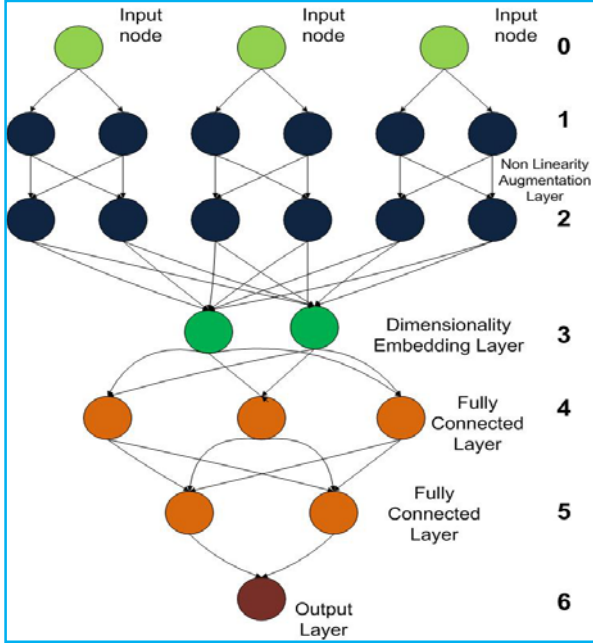 Input
node
Input
node
Input
node
0
1
Non Linearity
Augmentation
Layer
2
Dimensionality
Embedding Layer
3
Fully
Connected
Layer
4
Fully
Connected
Layer
5
Output
Layer
6